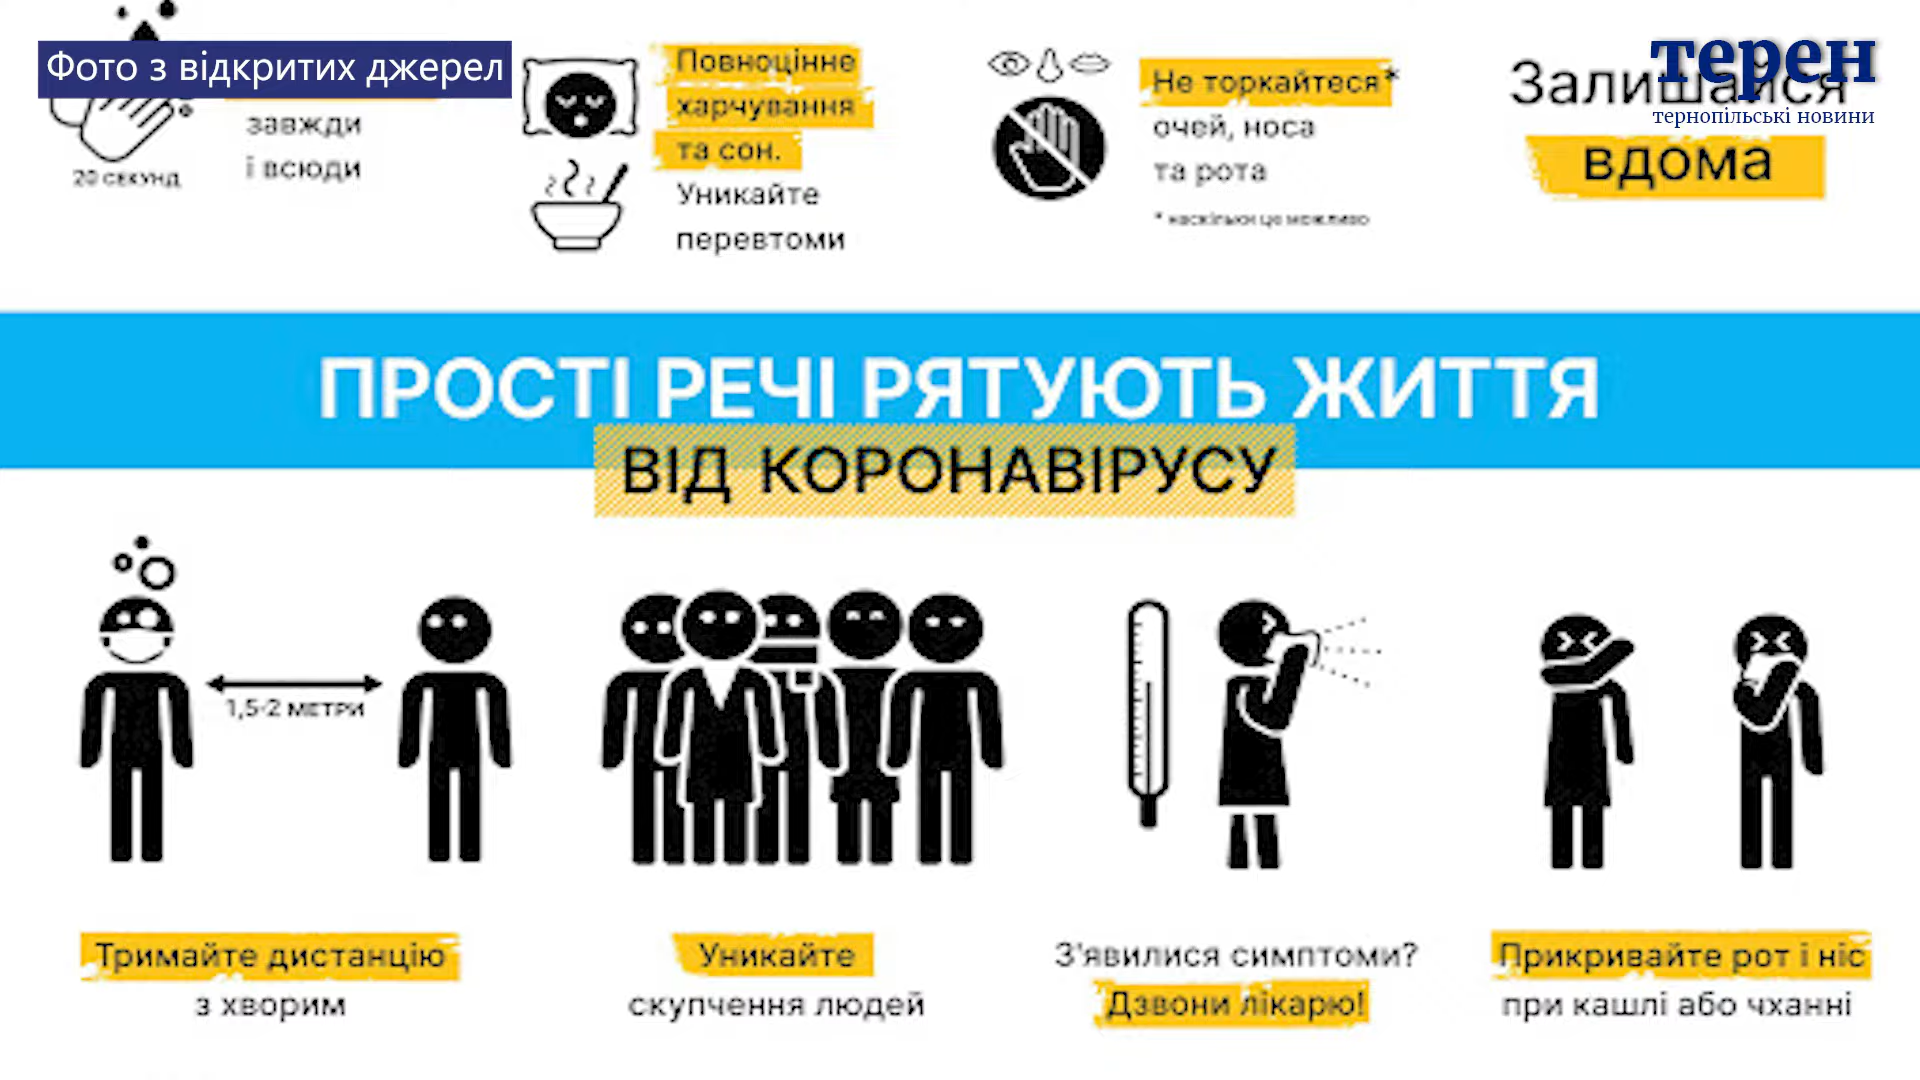 Фото з відкритих джерел
завжди
і всюди
20 секунд
Повноцінне
харчування
та сон.
Уникайте
перевтоми
Не торкайтеся*
очей, носа
та рота
* наскільки це можливо
Залишайся
вдома
терен
тернопільські новини
ПРОСТІ РЕЧІ РЯТУЮТЬ ЖИТТЯ
ВІД КОРОНАВІРУСУ
1,5-2 МЕТРИ
Тримайте дистанцію
з хворим
Уникайте
скупчення людей
З'явилися симптоми?
Дзвони лікарю!
Прикривайте рот і ніс
при кашлі або чханні